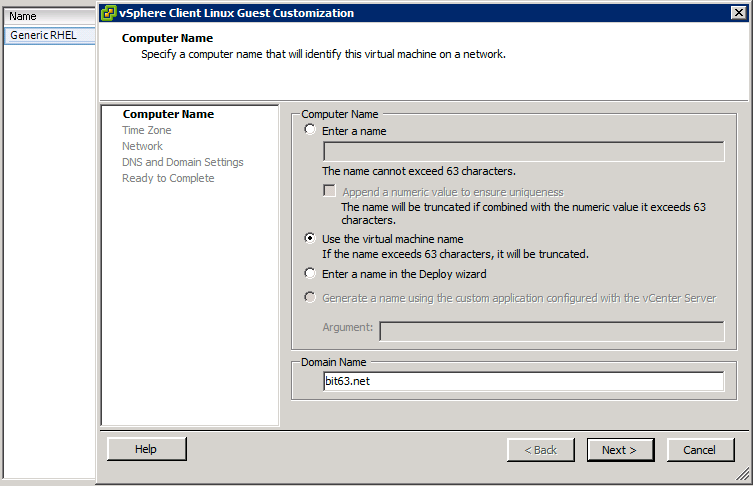 Name
Generic RHEL
vSphere Client Linux Guest Customization
Computer Name
Specify a computer name that will identify this virtual machine on a network.
Computer Name
Time Zone
Network
DNS and Domain Settings
Ready to Complete
Computer Name
Enter a name
The name cannot exceed 63 characters.
Append a numeric value to ensure uniqueness
The name will be truncated if combined with the numeric value it exceeds 63
characters.
Use the virtual machine name
If the name exceeds 63 characters, it will be truncated.
Enter a name in the Deploy wizard
Generate a name using the custom application configured with the vCenter Server
Argument:
Domain Name
bit63.net
Help
< Back
Next >
Cancel